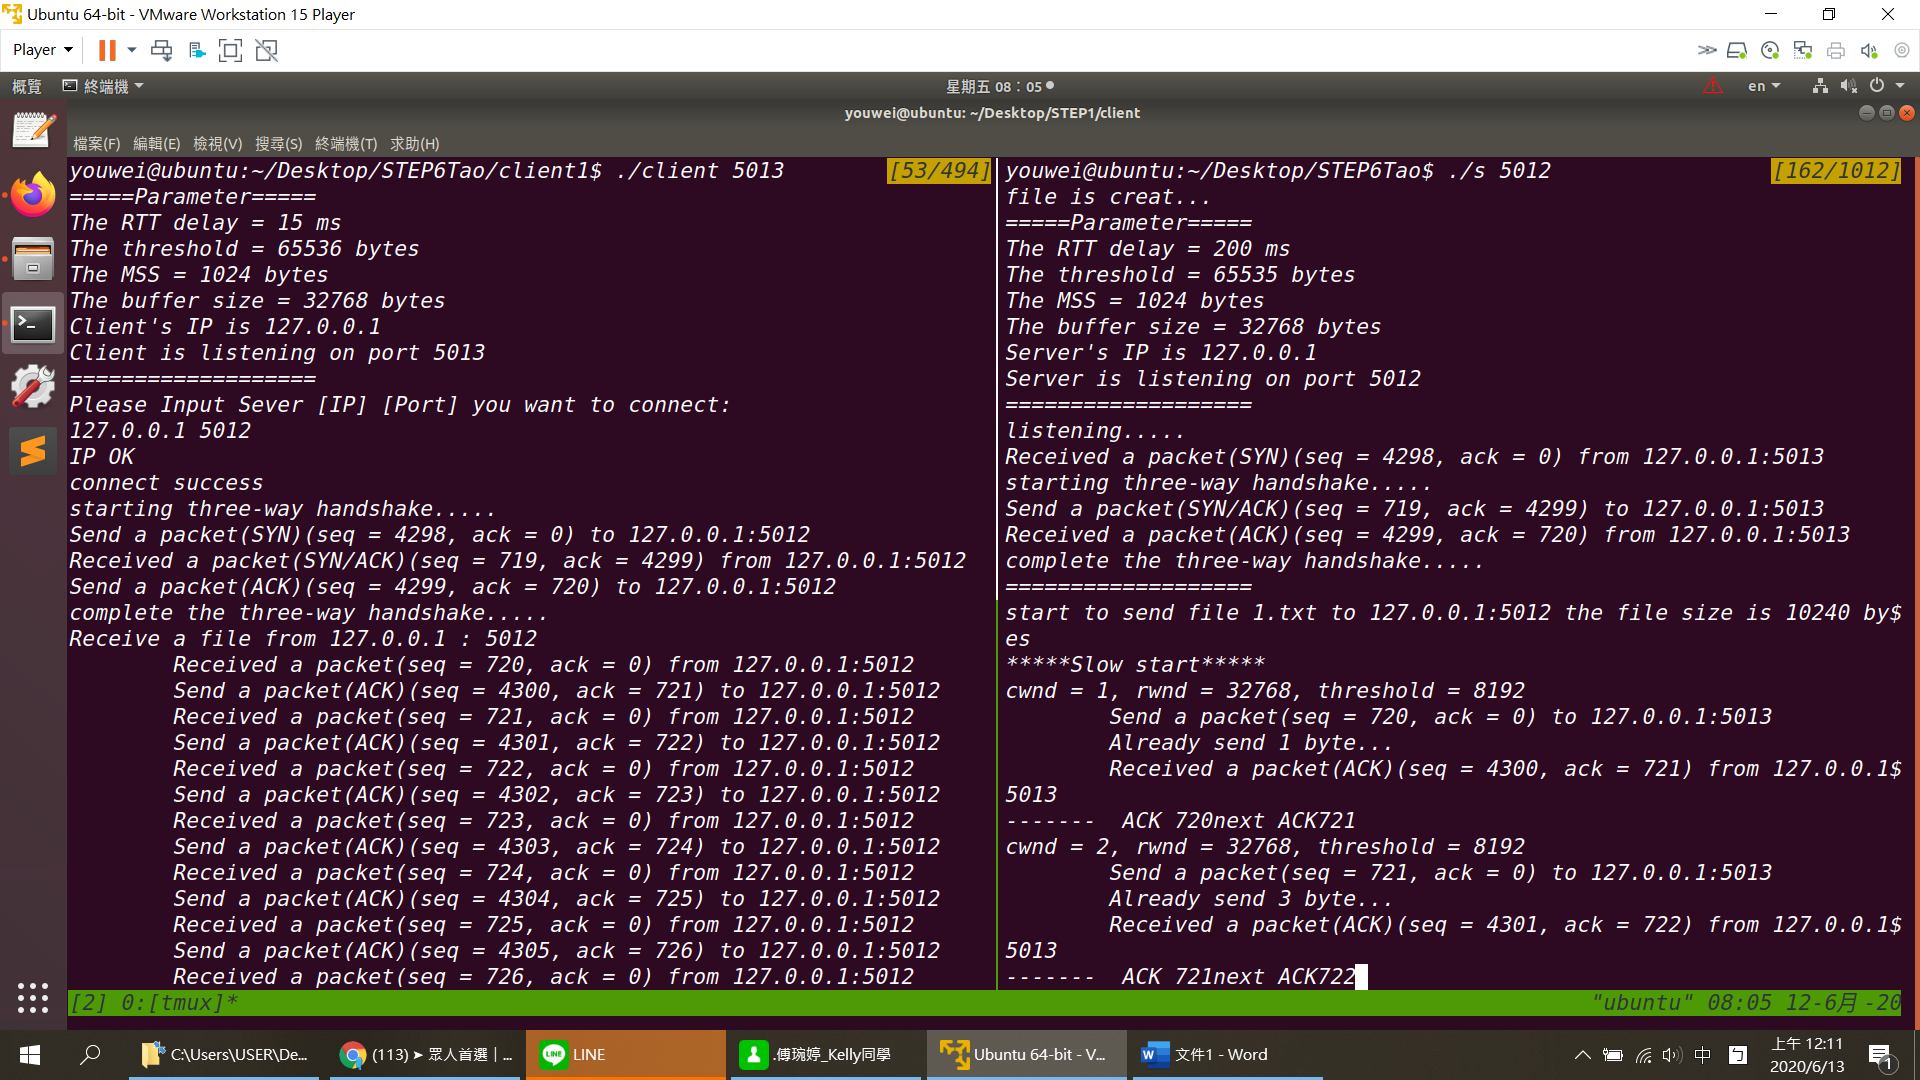 Ubuntu 64-bit - VMware Workstation 15 Player
Player
概覽
終端機
星期五 08：05
en
youwei@ubuntu: ~/Desktop/STEP1/client
檔案(F) 編輯(E) 檢視(V) 搜尋(S) 終端機(T) 求助(H)
youwei@ubuntu:~/Desktop/STEP6Tao/client1$ ./client 5013
[53/494]
=====Parameter=====
The RTT delay = 15 ms
The threshold = 65536 bytes
The MSS = 1024 bytes
The buffer size = 32768 bytes
Client's IP is 127.0.0.1
Client is listening on port 5013
===================
Please Input Sever [IP] [Port] you want to connect:
127.0.0.1 5012
IP OK
connect success
starting three-way handshake.....
Send a packet(SYN)(seq = 4298, ack = 0) to 127.0.0.1:5012
Received a packet(SYN/ACK)(seq = 719, ack = 4299) from 127.0.0.1:5012
Send a packet(ACK)(seq = 4299, ack = 720) to 127.0.0.1:5012
complete the three-way handshake.....
Receive a file from 127.0.0.1 : 5012
Received a packet(seq = 720, ack = 0) from 127.0.0.1:5012
Send a packet(ACK)(seq = 4300, ack = 721) to 127.0.0.1:5012
Received a packet(seq = 721, ack = 0) from 127.0.0.1:5012
Send a packet(ACK)(seq = 4301, ack = 722) to 127.0.0.1:5012
Received a packet(seq = 722, ack = 0) from 127.0.0.1:5012
Send a packet(ACK)(seq = 4302, ack = 723) to 127.0.0.1:5012
Received a packet(seq = 723, ack = 0) from 127.0.0.1:5012
Send a packet(ACK)(seq = 4303, ack = 724) to 127.0.0.1:5012
Received a packet(seq = 724, ack = 0) from 127.0.0.1:5012
Send a packet(ACK)(seq = 4304, ack = 725) to 127.0.0.1:5012
Received a packet(seq = 725, ack = 0) from 127.0.0.1:5012
Send a packet(ACK)(seq = 4305, ack = 726) to 127.0.0.1:5012
Received a packet(seq = 726, ack = 0) from 127.0.0.1:5012
youwei@ubuntu:~/Desktop/STEP6Tao$ ./s 5012
[162/1012]
file is creat...
=====Parameter=====
The RTT delay = 200 ms
The threshold = 65535 bytes
The MSS = 1024 bytes
The buffer size = 32768 bytes
Server's IP is 127.0.0.1
Server is listening on port 5012
===================
listening.....
Received a packet(SYN)(seq = 4298, ack = 0) from 127.0.0.1:5013
starting three-way handshake.....
Send a packet(SYN/ACK)(seq = 719, ack = 4299) to 127.0.0.1:5013
Received a packet(ACK)(seq = 4299, ack = 720) from 127.0.0.1:5013
complete the three-way handshake.....
===================
start to send file 1.txt to 127.0.0.1:5012 the file size is 10240 by$
es
*****Slow start*****
cwnd = 1, rwnd = 32768, threshold = 8192
Send a packet(seq = 720, ack = 0) to 127.0.0.1:5013
Already send 1 byte...
Received a packet(ACK)(seq = 4300, ack = 721) from 127.0.0.1$
5013
------- ACK 720next ACK721
cwnd = 2, rwnd = 32768, threshold = 8192
Send a packet(seq = 721, ack = 0) to 127.0.0.1:5013
Already send 3 byte...
Received a packet(ACK)(seq = 4301, ack = 722) from 127.0.0.1$
5013
------- ACK 721next ACK722
[2] 0:[tmux]*
"ubuntu" 08:05 12-6月 -20
C:\Users\USER\De...
(113) ➤ 眾人首選｜...
LINE
.傅琬婷_Kelly同學
Ubuntu 64-bit - V...
文件1 - Word
中
ㄅ
上午 12:11
2020/6/13
1